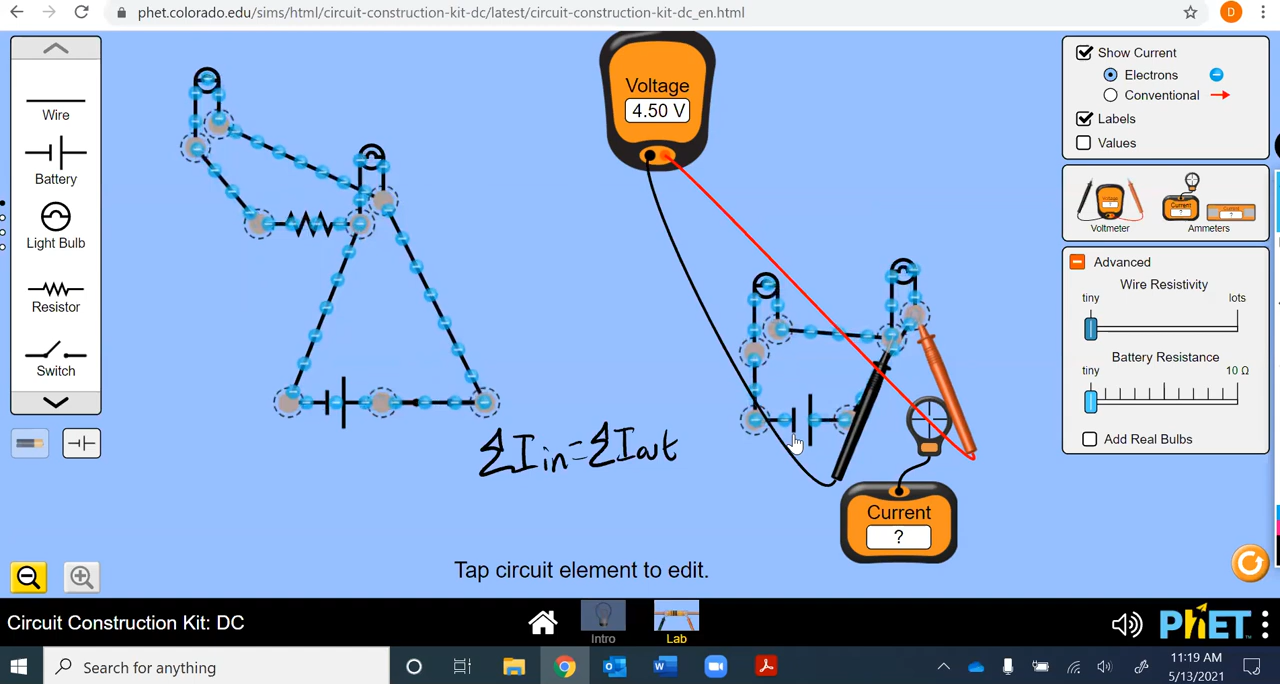 phet.colorado.edu/sims/html/circuit-construction-kit-dc/latest/circuit-construction-kit-dc_en.html
D
Wire
Battery
Light Bulb
Resistor
Switch
Voltage
4.50 V
Show Current
Electrons
Conventional
Labels
Values
Voltage
?
Current
?
Current
?
Voltmeter
Ammeters
Advanced
Wire Resistivity
tiny
lots
Battery Resistance
tiny
10 Ω
Add Real Bulbs
ΣIin=ΣIout
Current
?
Tap circuit element to edit.
Circuit Construction Kit: DC
Intro
Lab
PhET
Search for anything
11:19 AM
5/13/2021